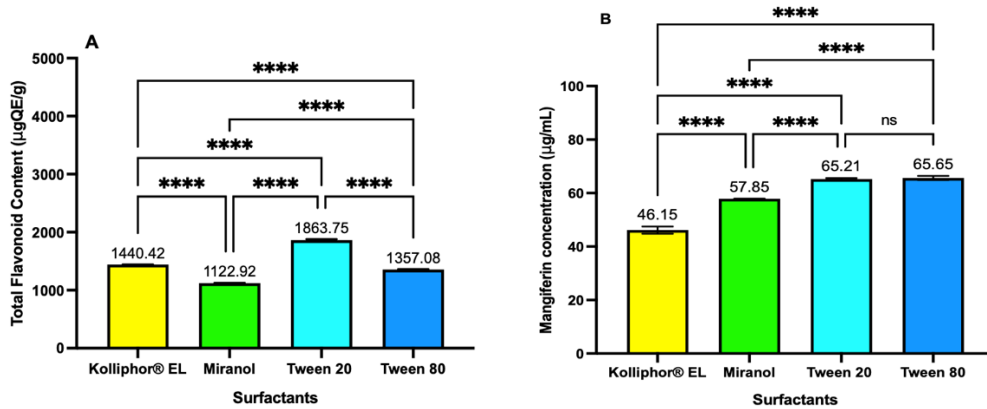 A
Total Flavonoid Content (µgQE/g)
5000
4000
3000
2000
1000
0
****
****
****
****
****
****
1440.42
1122.92
1863.75
1357.08
Kolliphor® EL
Miranol
Tween 20
Tween 80
Surfactants
B
Mangiferin concentration (µg/mL)
100
80
60
40
20
0
****
****
****
****
****
ns
46.15
57.85
65.21
65.65
Kolliphor® EL
Miranol
Tween 20
Tween 80
Surfactants